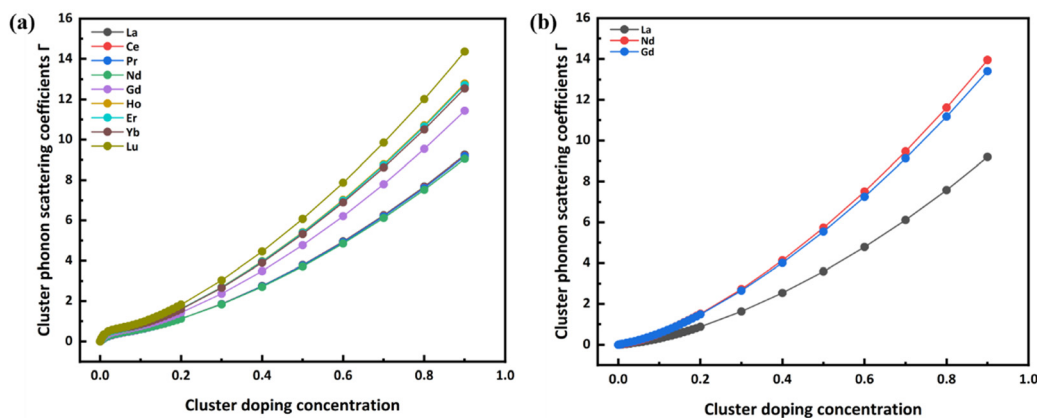 (a)
Cluster phonon scattering coefficients Γ
16
14
12
10
8
6
4
2
0
La
Ce
Pr
Nd
Gd
Ho
Er
Yb
Lu
0.0 0.2 0.4 0.6 0.8 1.0
Cluster doping concentration
(b)
Cluster phonon scattering coefficients Γ
16
14
12
10
8
6
4
2
0
La
Nd
Gd
0.0 0.2 0.4 0.6 0.8 1.0
Cluster doping concentration